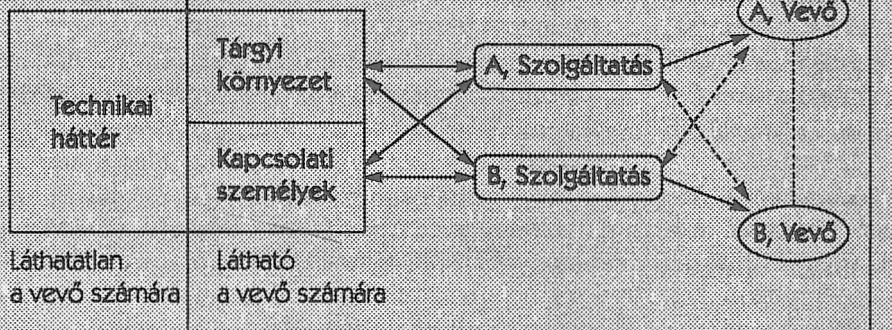 A, Vevő
Tárgyi
környezet
A, Szolgáltatás
Technikai
háttér
Kapcsolati
személyek
B, Szolgáltatás
B, Vevő
Láthatatlan
a vevő számára
Látható
a vevő számára